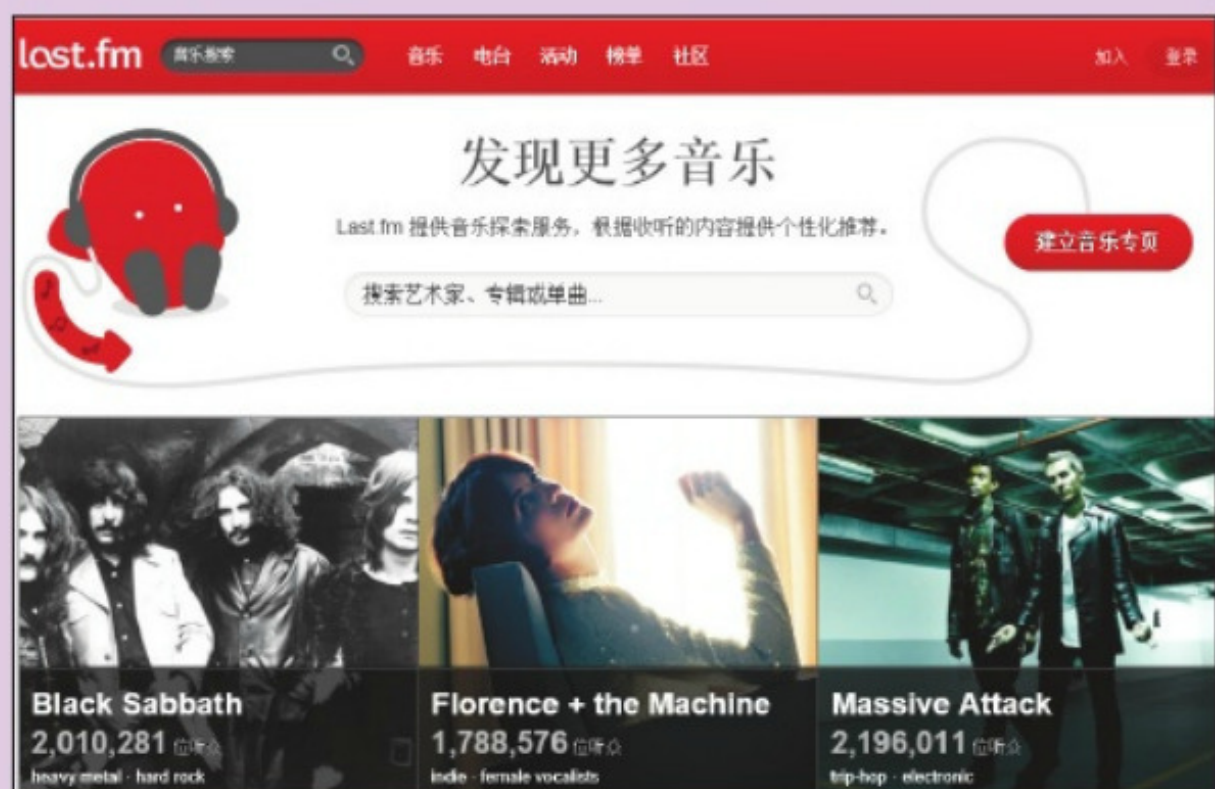 last.fm 音乐搜索 音乐 电台 活动 榜单 社区 加入 登录
发现更多音乐
Last.fm 提供音乐探索服务，根据收听的内容提供个性化推荐。
建立音乐专页
搜索艺术家、专辑或单曲...
Black Sabbath
2,010,281 位听众
heavy metal · hard rock
Florence + the Machine
1,788,576 位听众
indie · female vocalists
Massive Attack
2,196,011 位听众
trip-hop · electronic